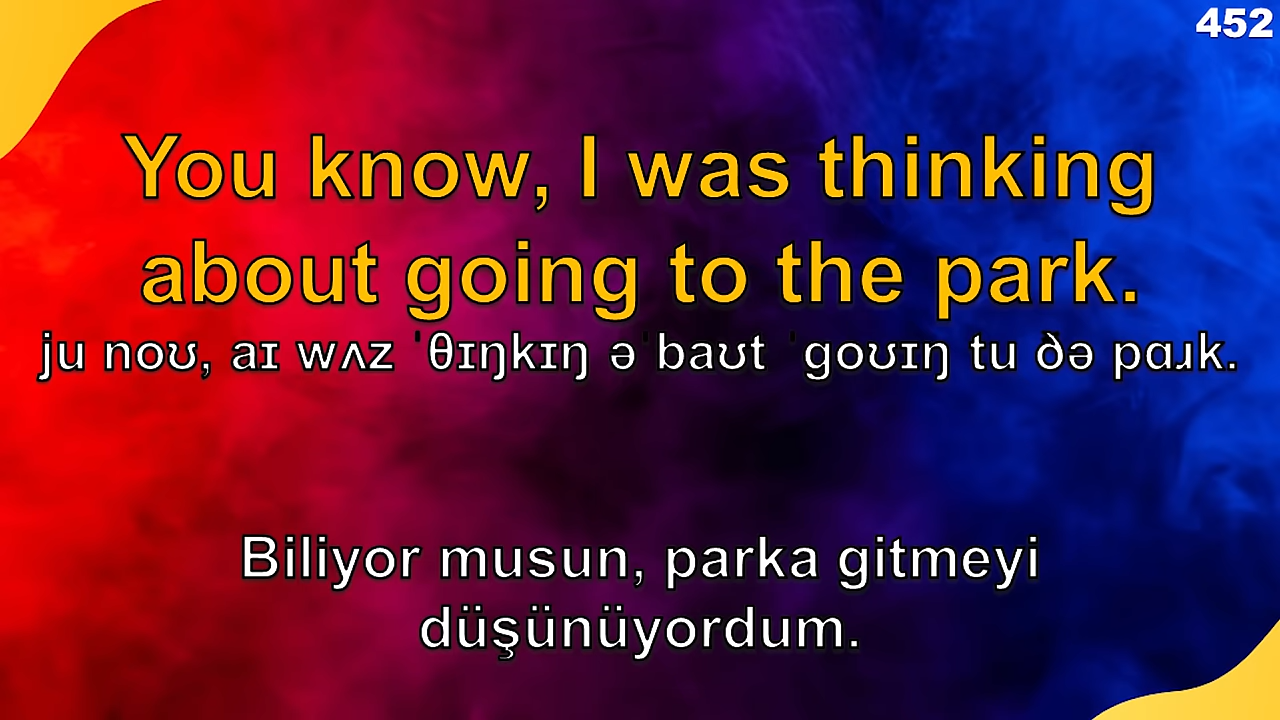 452
You know, I was thinking
about going to the park.
ju noʊ, aɪ wʌz ˈθɪŋkɪŋ əˈbaʊt ˈgoʊɪŋ tu ðə pɑɹk.
Biliyor musun, parka gitmeyi
düşünüyordum.